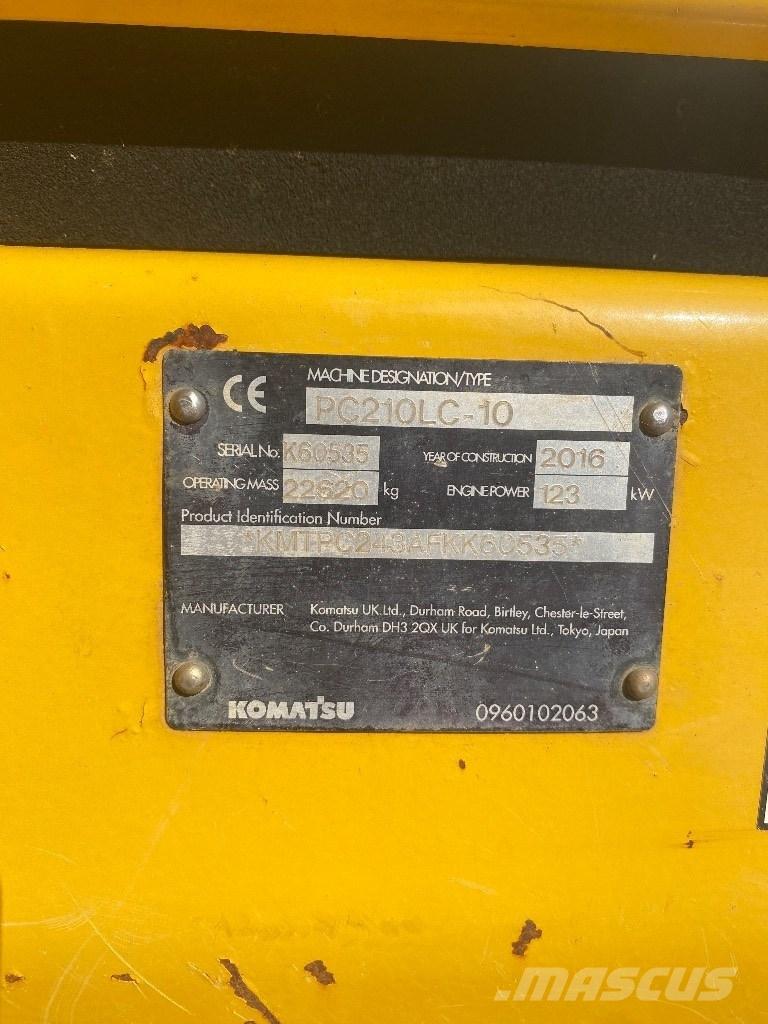 CE MACHINE DESIGNATION/TYPE
PC210LC-10
SERIAL No. K60535 YEAR OF CONSTRUCTION 2016
OPERATING MASS 22620 kg ENGINE POWER 123 kW
Product Identification Number
*KMTPC243AFKK60535*
MANUFACTURER Komatsu UK Ltd., Durham Road, Birtley, Chester-le-Street,
Co. Durham DH3 2QX UK for Komatsu Ltd., Tokyo, Japan
KOMATSU 0960102063
MASCUS